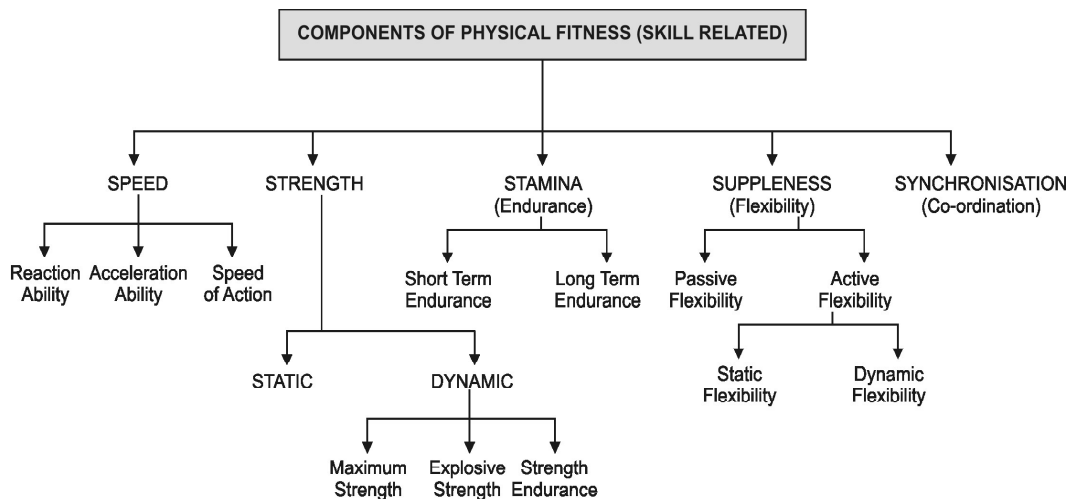 COMPONENTS OF PHYSICAL FITNESS (SKILL RELATED)
SPEED
STRENGTH
STAMINA
(Endurance)
SUPPLENESS
(Flexibility)
SYNCHRONISATION
(Co-ordination)
Reaction
Ability
Acceleration
Ability
Speed
of Action
Short Term
Endurance
Long Term
Endurance
Passive
Flexibility
Active
Flexibility
STATIC
DYNAMIC
Static
Flexibility
Dynamic
Flexibility
Maximum
Strength
Explosive
Strength
Strength
Endurance